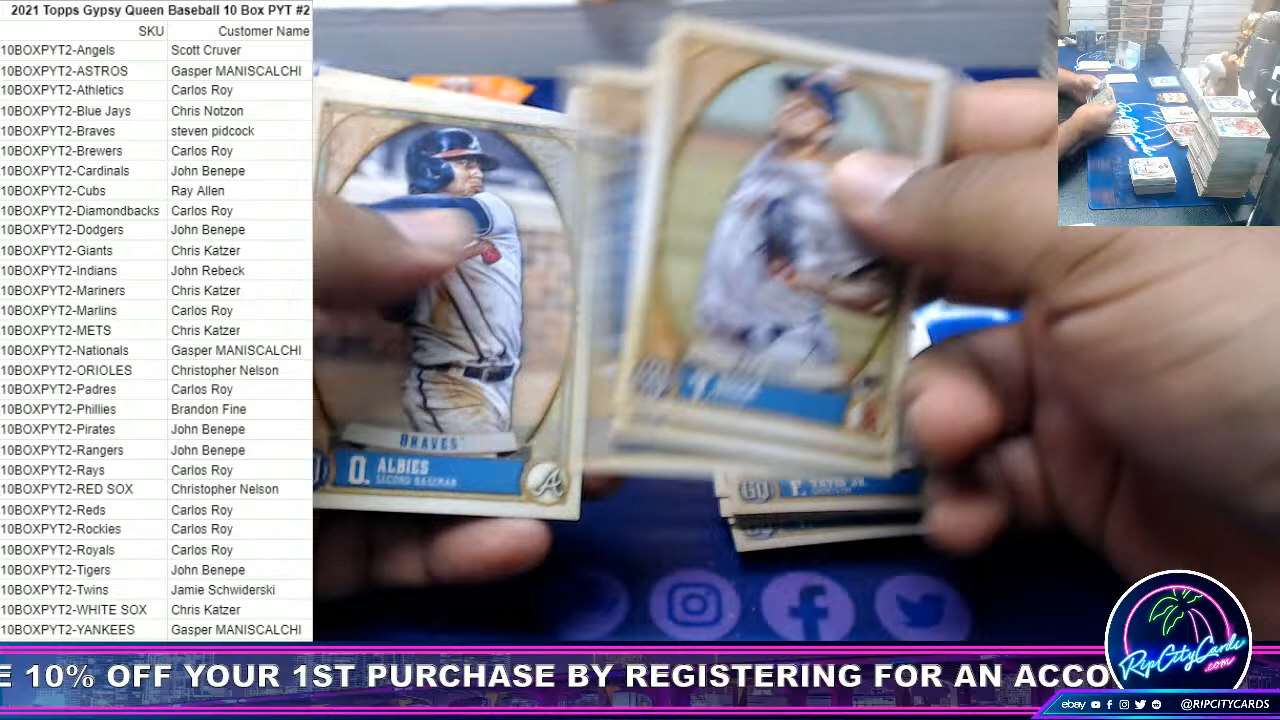 2021 Topps Gypsy Queen Baseball 10 Box PYT #2
SKU Customer Name
10BOXPYT2-Angels Scott Cruver
10BOXPYT2-ASTROS Gasper MANISCALCHI
10BOXPYT2-Athletics Carlos Roy
10BOXPYT2-Blue Jays Chris Notzon
10BOXPYT2-Braves steven pidcock
10BOXPYT2-Brewers Carlos Roy
10BOXPYT2-Cardinals John Benepe
10BOXPYT2-Cubs Ray Allen
10BOXPYT2-Diamondbacks Carlos Roy
10BOXPYT2-Dodgers John Benepe
10BOXPYT2-Giants Chris Katzer
10BOXPYT2-Indians John Rebeck
10BOXPYT2-Mariners Chris Katzer
10BOXPYT2-Marlins Carlos Roy
10BOXPYT2-METS Chris Katzer
10BOXPYT2-Nationals Gasper MANISCALCHI
10BOXPYT2-ORIOLES Christopher Nelson
10BOXPYT2-Padres Carlos Roy
10BOXPYT2-Phillies Brandon Fine
10BOXPYT2-Pirates John Benepe
10BOXPYT2-Rangers John Benepe
10BOXPYT2-Rays Carlos Roy
10BOXPYT2-RED SOX Christopher Nelson
10BOXPYT2-Reds Carlos Roy
10BOXPYT2-Rockies Carlos Roy
10BOXPYT2-Royals Carlos Roy
10BOXPYT2-Tigers John Benepe
10BOXPYT2-Twins Jamie Schwiderski
10BOXPYT2-WHITE SOX Chris Katzer
10BOXPYT2-YANKEES Gasper MANISCALCHI
BRAVES
O. ALBIES
SECOND BASEMAN
GQ F. TATIS JR.
E 10% OFF YOUR 1ST PURCHASE BY REGISTERING FOR AN ACCO
RipCityCards
.com
ebay @RIPCITYCARDS